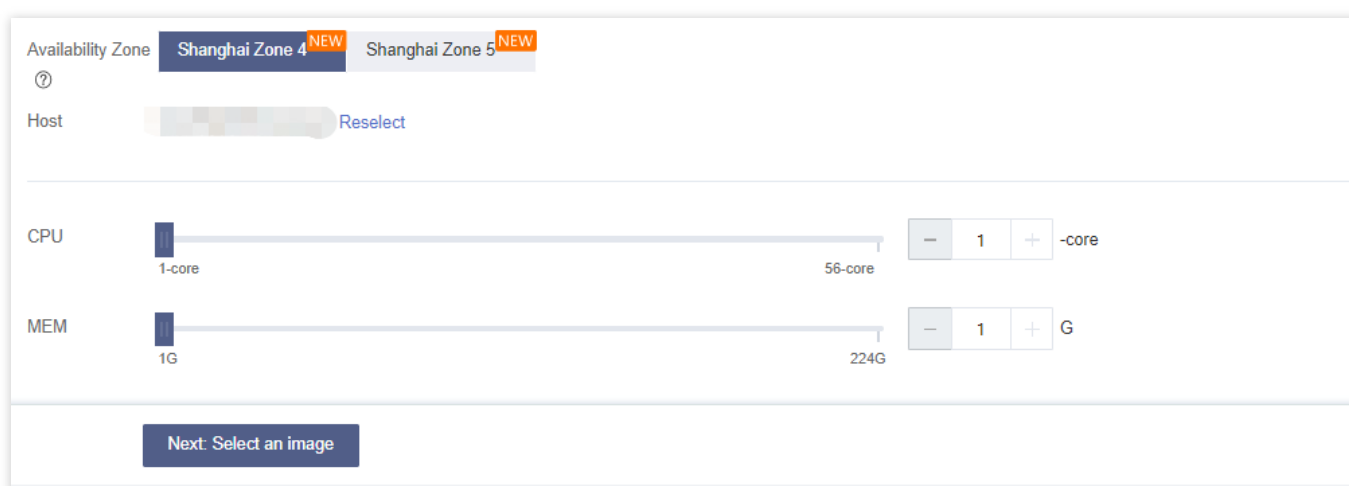 Availability Zone Shanghai Zone 4 NEW Shanghai Zone 5 NEW
?
Host Reselect
CPU - 1 + -core
1-core 56-core
MEM - 1 + G
1G 224G
Next: Select an image